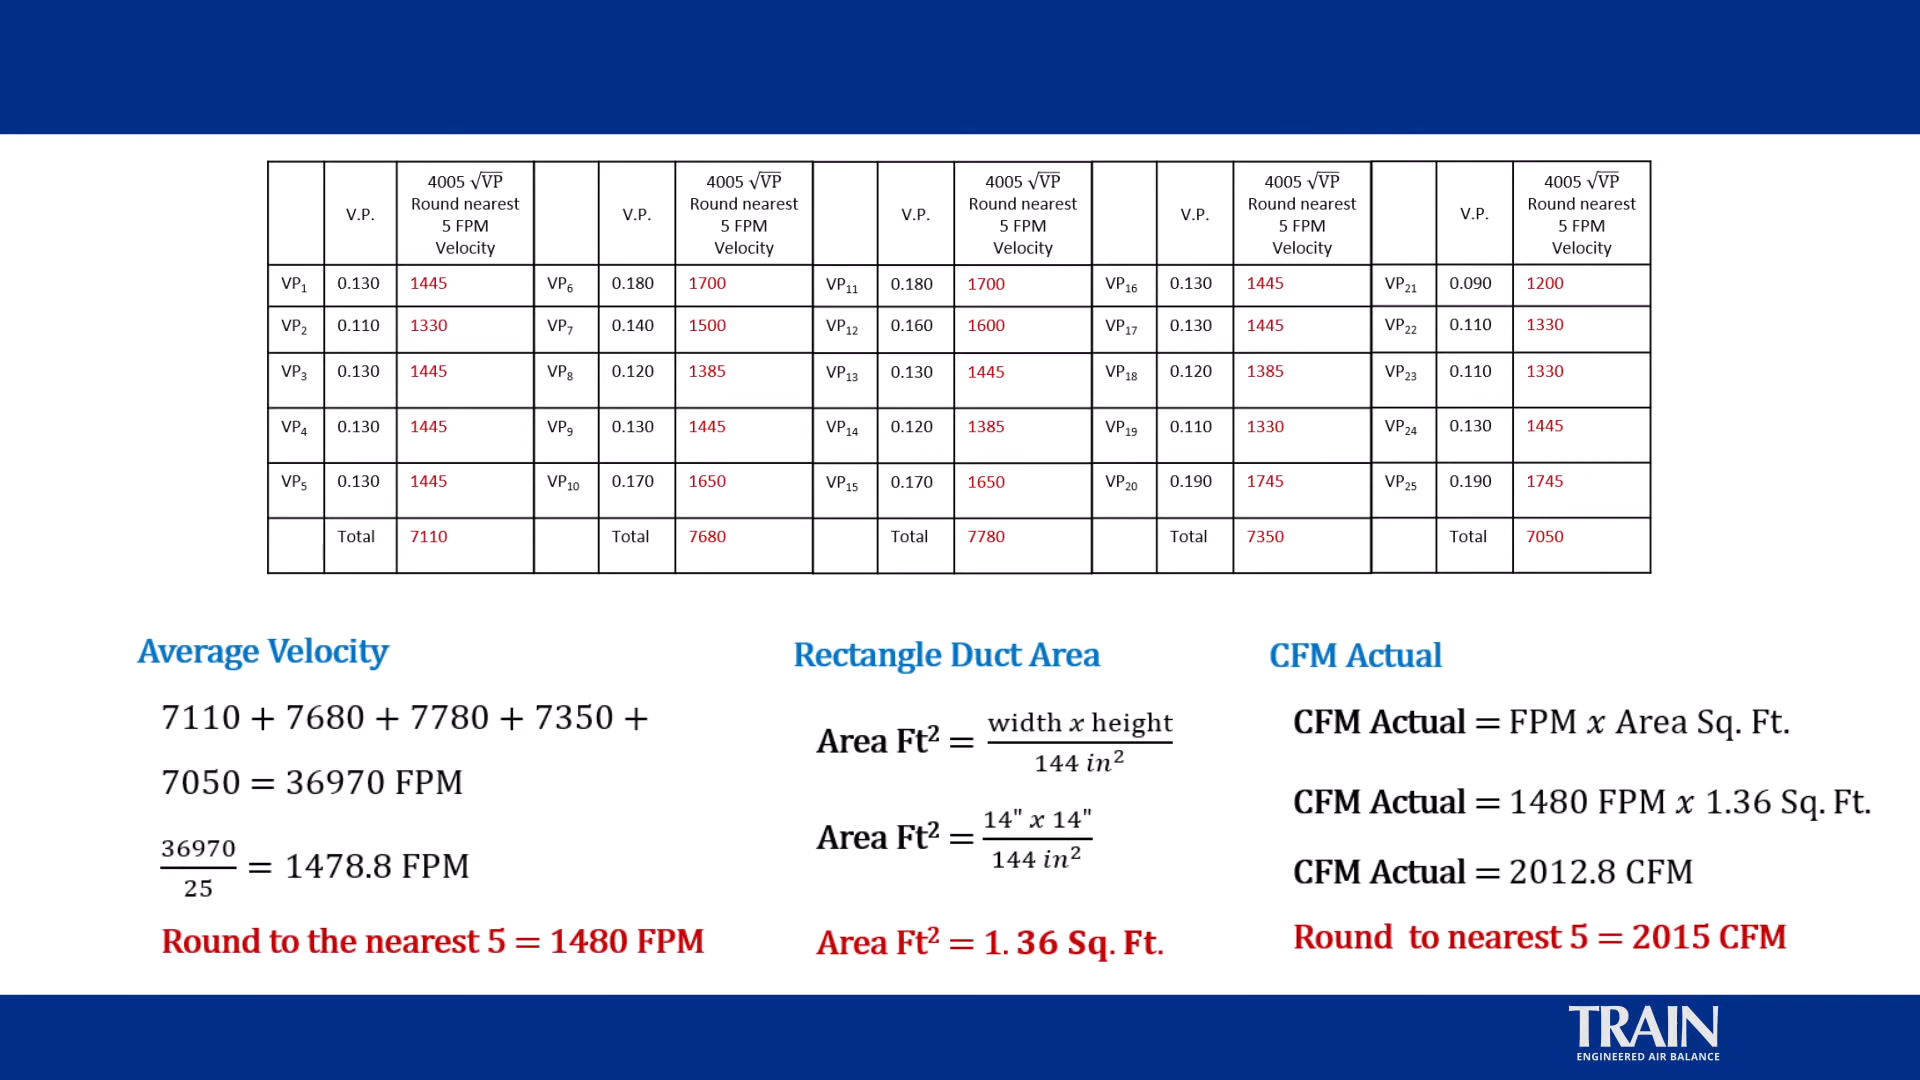 V.P. 4005 √VP Round nearest 5 FPM Velocity V.P. 4005 √VP Round nearest 5 FPM Velocity V.P. 4005 √VP Round nearest 5 FPM Velocity V.P. 4005 √VP Round nearest 5 FPM Velocity V.P. 4005 √VP Round nearest 5 FPM Velocity
VP₁ 0.130 1445 VP₆ 0.180 1700 VP₁₁ 0.180 1700 VP₁₆ 0.130 1445 VP₂₁ 0.090 1200
VP₂ 0.110 1330 VP₇ 0.140 1500 VP₁₂ 0.160 1600 VP₁₇ 0.130 1445 VP₂₂ 0.110 1330
VP₃ 0.130 1445 VP₈ 0.120 1385 VP₁₃ 0.130 1445 VP₁₈ 0.120 1385 VP₂₃ 0.110 1330
VP₄ 0.130 1445 VP₉ 0.130 1445 VP₁₄ 0.120 1385 VP₁₉ 0.110 1330 VP₂₄ 0.130 1445
VP₅ 0.130 1445 VP₁₀ 0.170 1650 VP₁₅ 0.170 1650 VP₂₀ 0.190 1745 VP₂₅ 0.190 1745
Total 7110 Total 7680 Total 7780 Total 7350 Total 7050
Average Velocity
7110 + 7680 + 7780 + 7350 +
7050 = 36970 FPM
36970/25 = 1478.8 FPM
Round to the nearest 5 = 1480 FPM
Rectangle Duct Area
Area Ft² = width x height / 144 in²
Area Ft² = 14" x 14" / 144 in²
Area Ft² = 1. 36 Sq. Ft.
CFM Actual
CFM Actual = FPM x Area Sq. Ft.
CFM Actual = 1480 FPM x 1.36 Sq. Ft.
CFM Actual = 2012.8 CFM
Round to nearest 5 = 2015 CFM
TRAIN
ENGINEERED AIR BALANCE